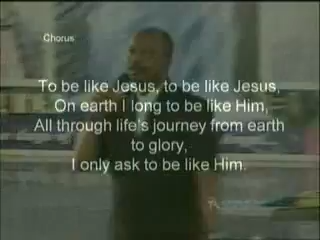 Chorus
To be like Jesus, to be like Jesus,
On earth I long to be like Him,
All through life's journey from earth
to glory,
I only ask to be like Him.